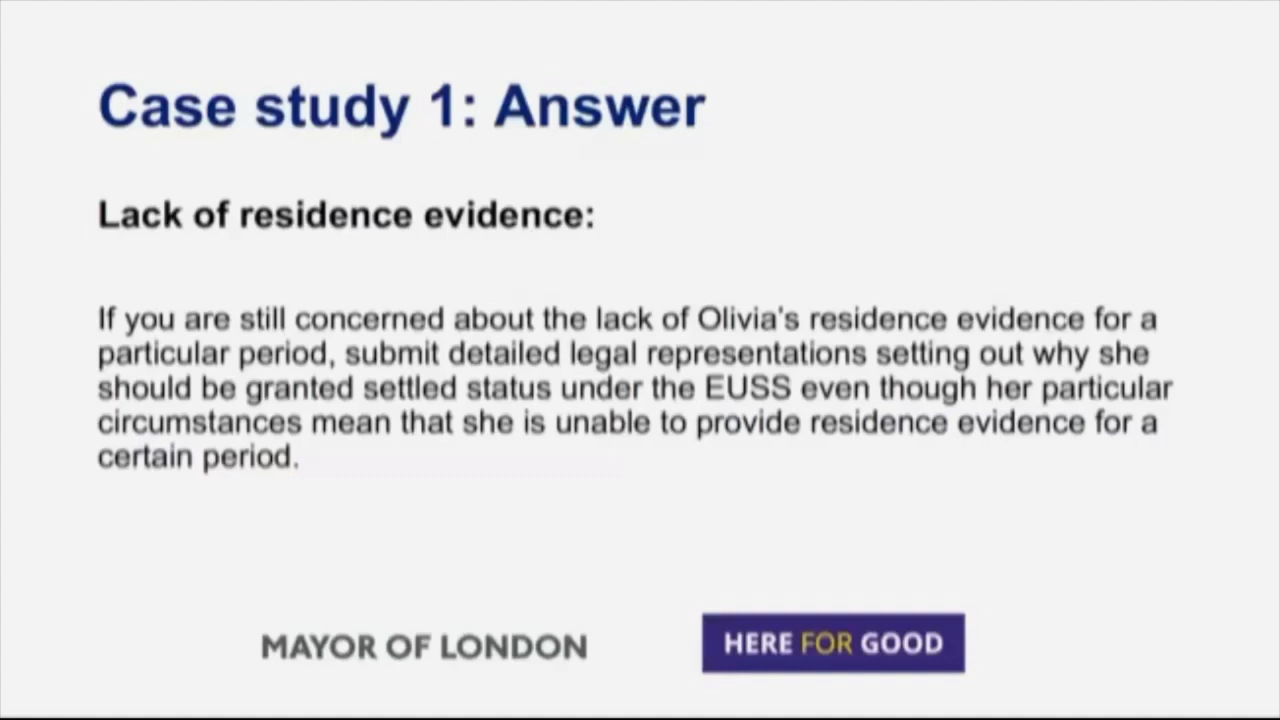 Case study 1: Answer
Lack of residence evidence:
If you are still concerned about the lack of Olivia's residence evidence for a
particular period, submit detailed legal representations setting out why she
should be granted settled status under the EUSS even though her particular
circumstances mean that she is unable to provide residence evidence for a
certain period.
MAYOR OF LONDON
HERE FOR GOOD